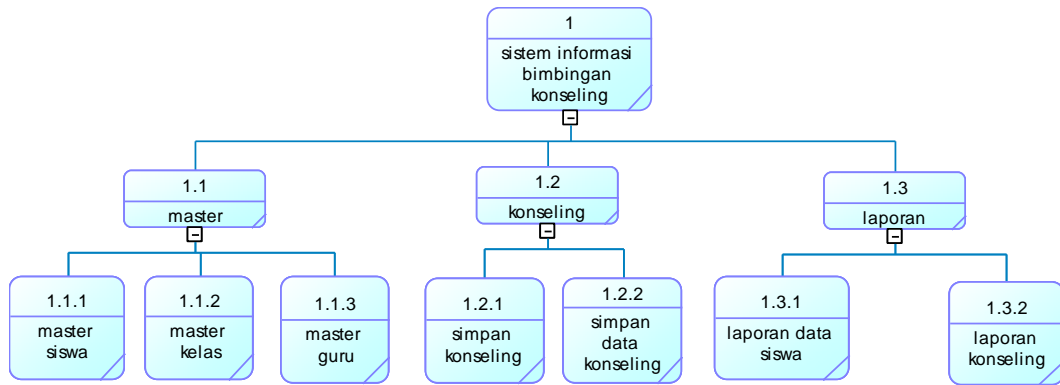 1
sistem informasi
bimbingan
konseling
1.1
master
1.2
konseling
1.3
laporan
1.1.1
master
siswa
1.1.2
master
kelas
1.1.3
master
guru
1.2.1
simpan
konseling
1.2.2
simpan
data
konseling
1.3.1
laporan data
siswa
1.3.2
laporan
konseling